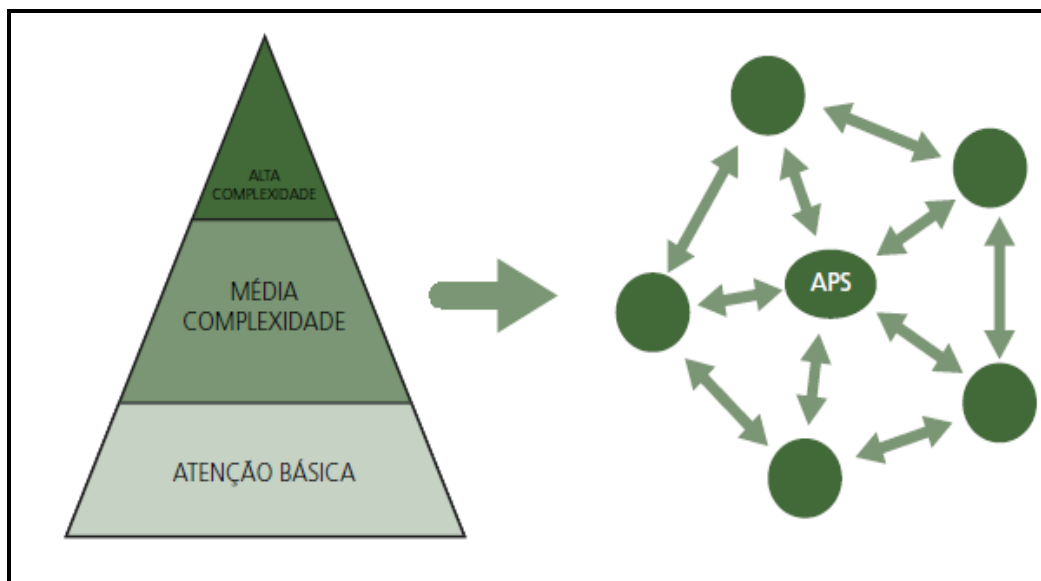 ALTA
COMPLEXIDADE
MÉDIA
COMPLEXIDADE
ATENÇÃO BÁSICA
APS